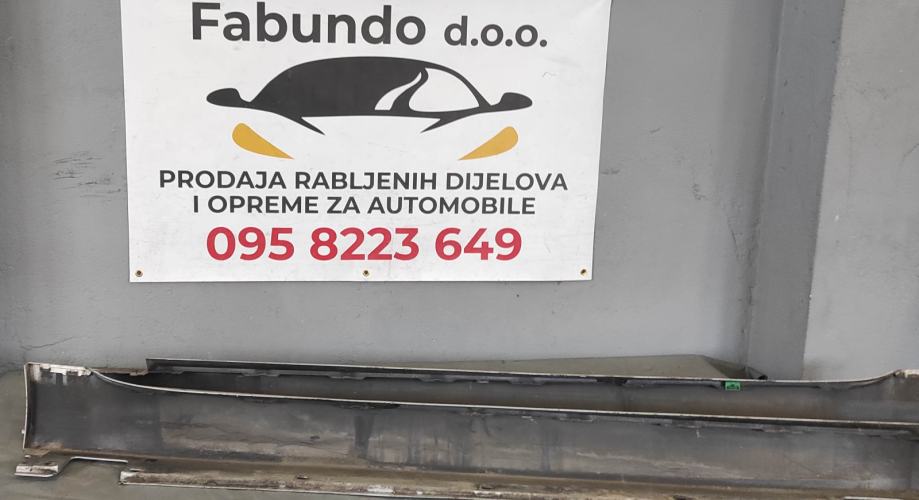 Fabundo d.o.o.
PRODAJA RABLJENIH DIJELOVA
I OPREME ZA AUTOMOBILE
095 8223 649